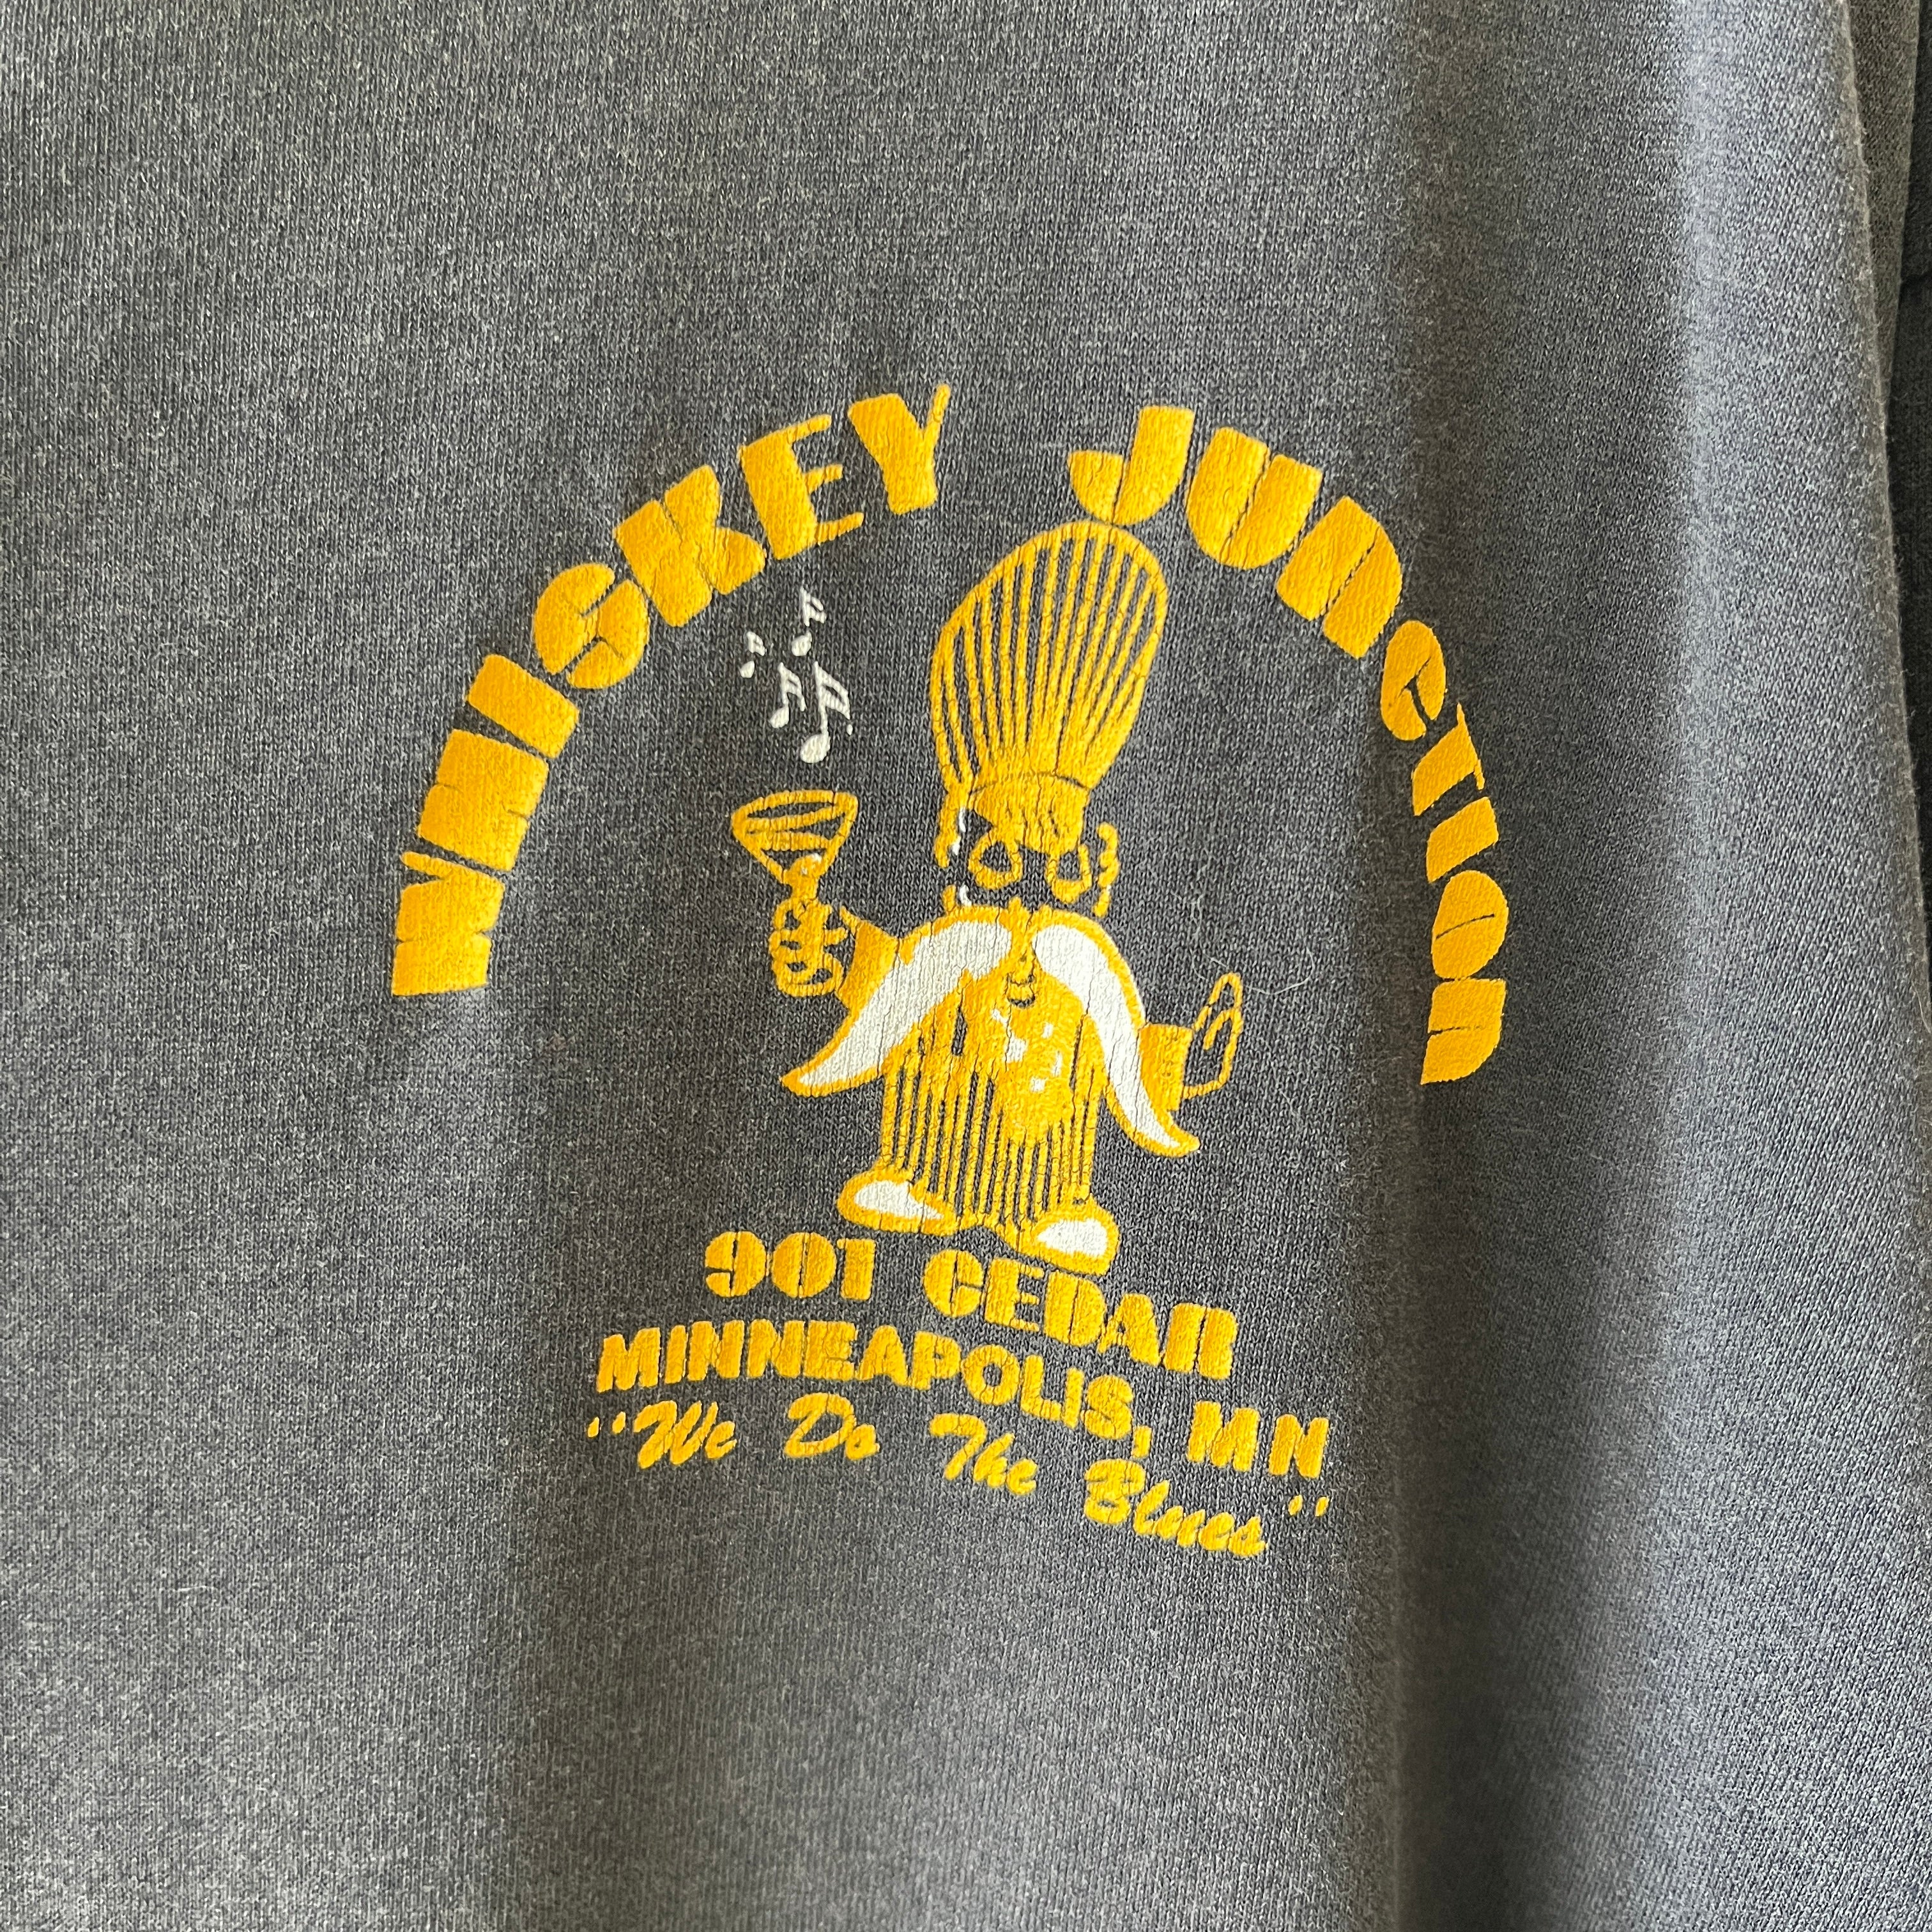 WHISKEY JUNCTION
901 CEDAR
MINNEAPOLIS, MN
"We Do The Blues"